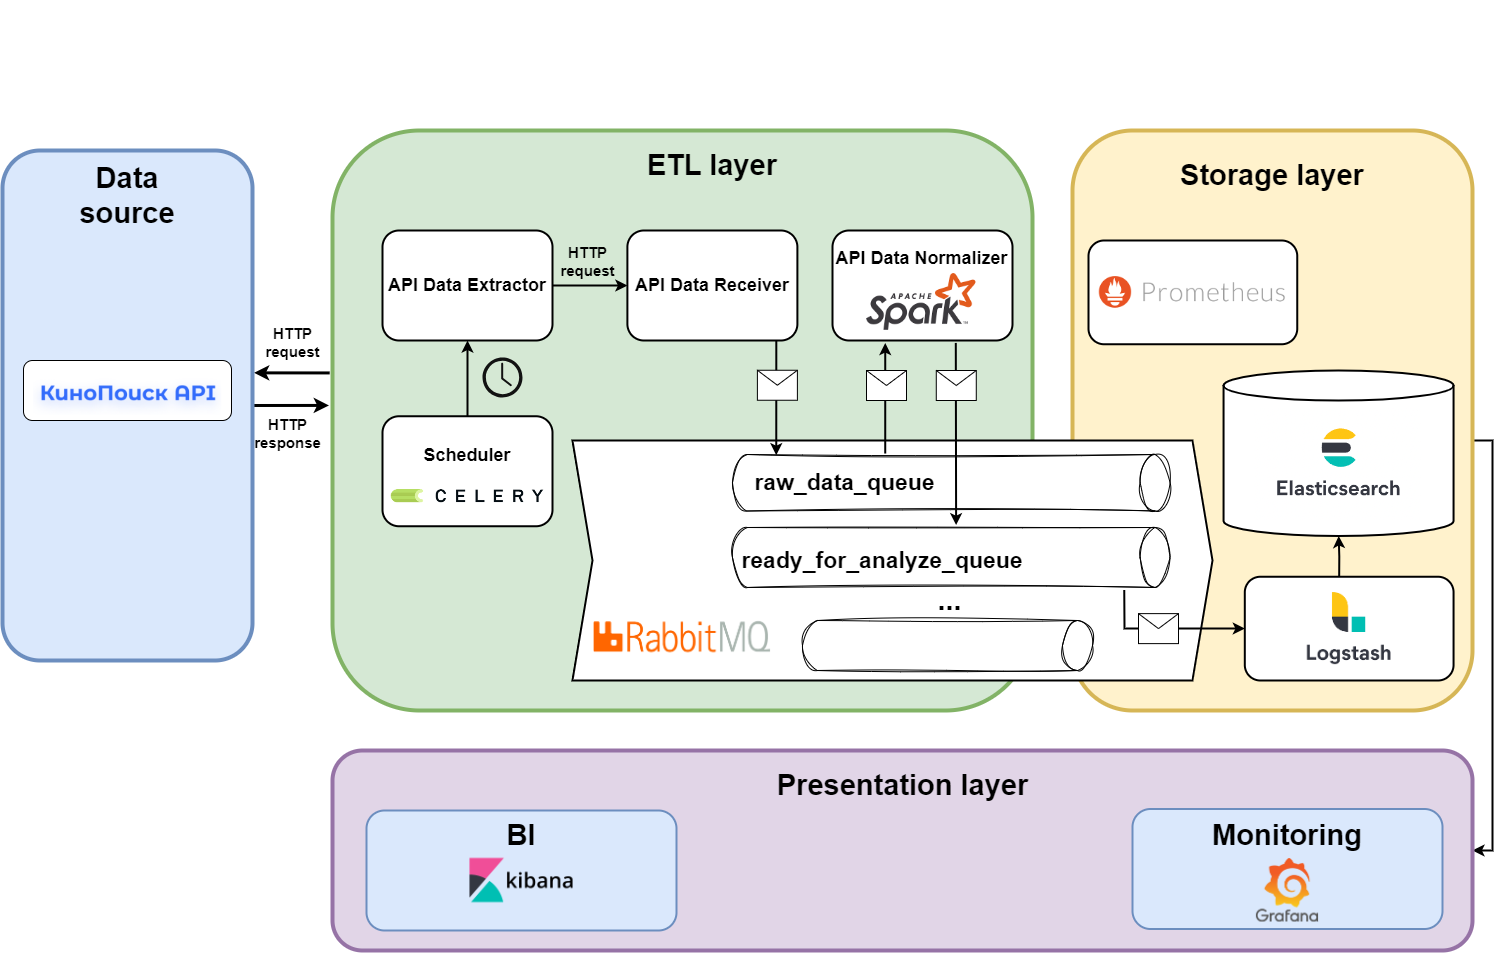 Data
source
HTTP
request
КиноПоиск API
HTTP
response
ETL layer
API Data Extractor
HTTP
request
API Data Receiver
API Data Normalizer
APACHE
Spark
Scheduler
CELERY
raw_data_queue
ready_for_analyze_queue
...
RabbitMQ
Storage layer
Prometheus
Elasticsearch
Logstash
Presentation layer
BI
kibana
Monitoring
Grafana